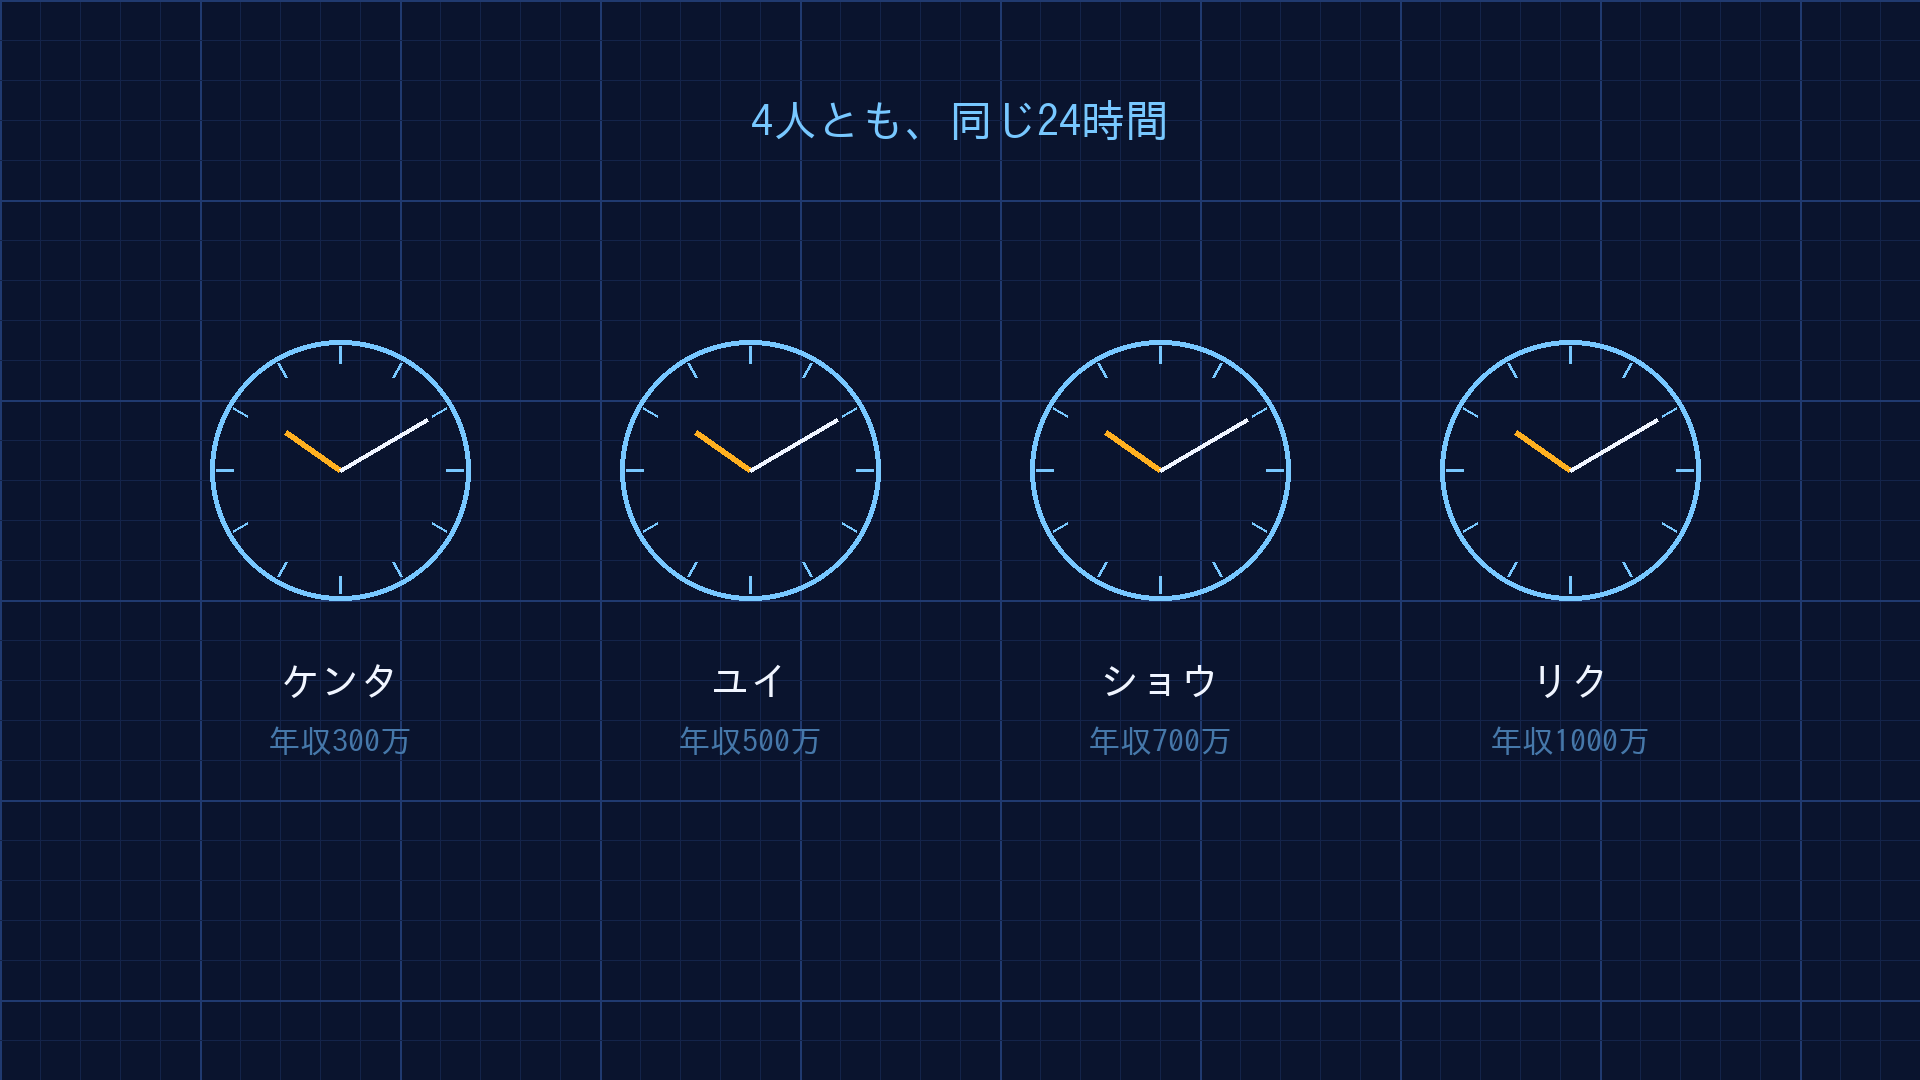 4人とも、同じ24時間
ケンタ
年収300万
ユイ
年収500万
ショウ
年収700万
リク
年収1000万